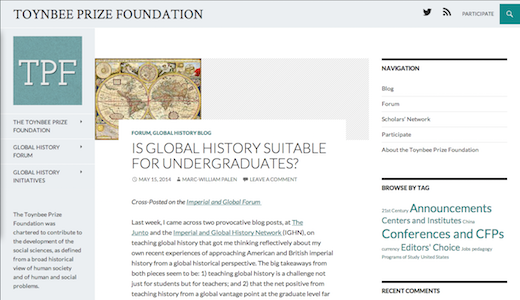 TOYNBEE PRIZE FOUNDATION
PARTICIPATE
TPF
THE TOYNBEE PRIZE
FOUNDATION
GLOBAL HISTORY
FORUM
GLOBAL HISTORY
INITIATIVES
The Toynbee Prize
Foundation was
chartered to contribute to
the development of the
social sciences, as defined
from a broad historical
view of human society
and of human and social
problems.
FORUM, GLOBAL HISTORY BLOG
IS GLOBAL HISTORY SUITABLE
FOR UNDERGRADUATES?
MAY 15, 2014 MARC-WILLIAM PALEN LEAVE A COMMENT
Cross-Posted on the Imperial and Global Forum
Last week, I came across two provocative blog posts, at The
Junto and the Imperial and Global History Network (IGHN), on
teaching global history that got me thinking reflectively about my
own recent experiences of approaching American and British imperial
history from a global historical perspective. The big takeaways from
both pieces seem to be: 1) teaching global history is a challenge not
just for students but for teachers; and 2) that the net positive from
teaching history from a global vantage point at the graduate level far
NAVIGATION
Blog
Forum
Scholars' Network
Participate
About the Toynbee Prize Foundation
BROWSE BY TAG
21st Century Announcements
Centers and Institutes China
Conferences and CFPs
currency Editors' Choice Jobs pedagogy
Programs of Study United States
RECENT COMMENTS